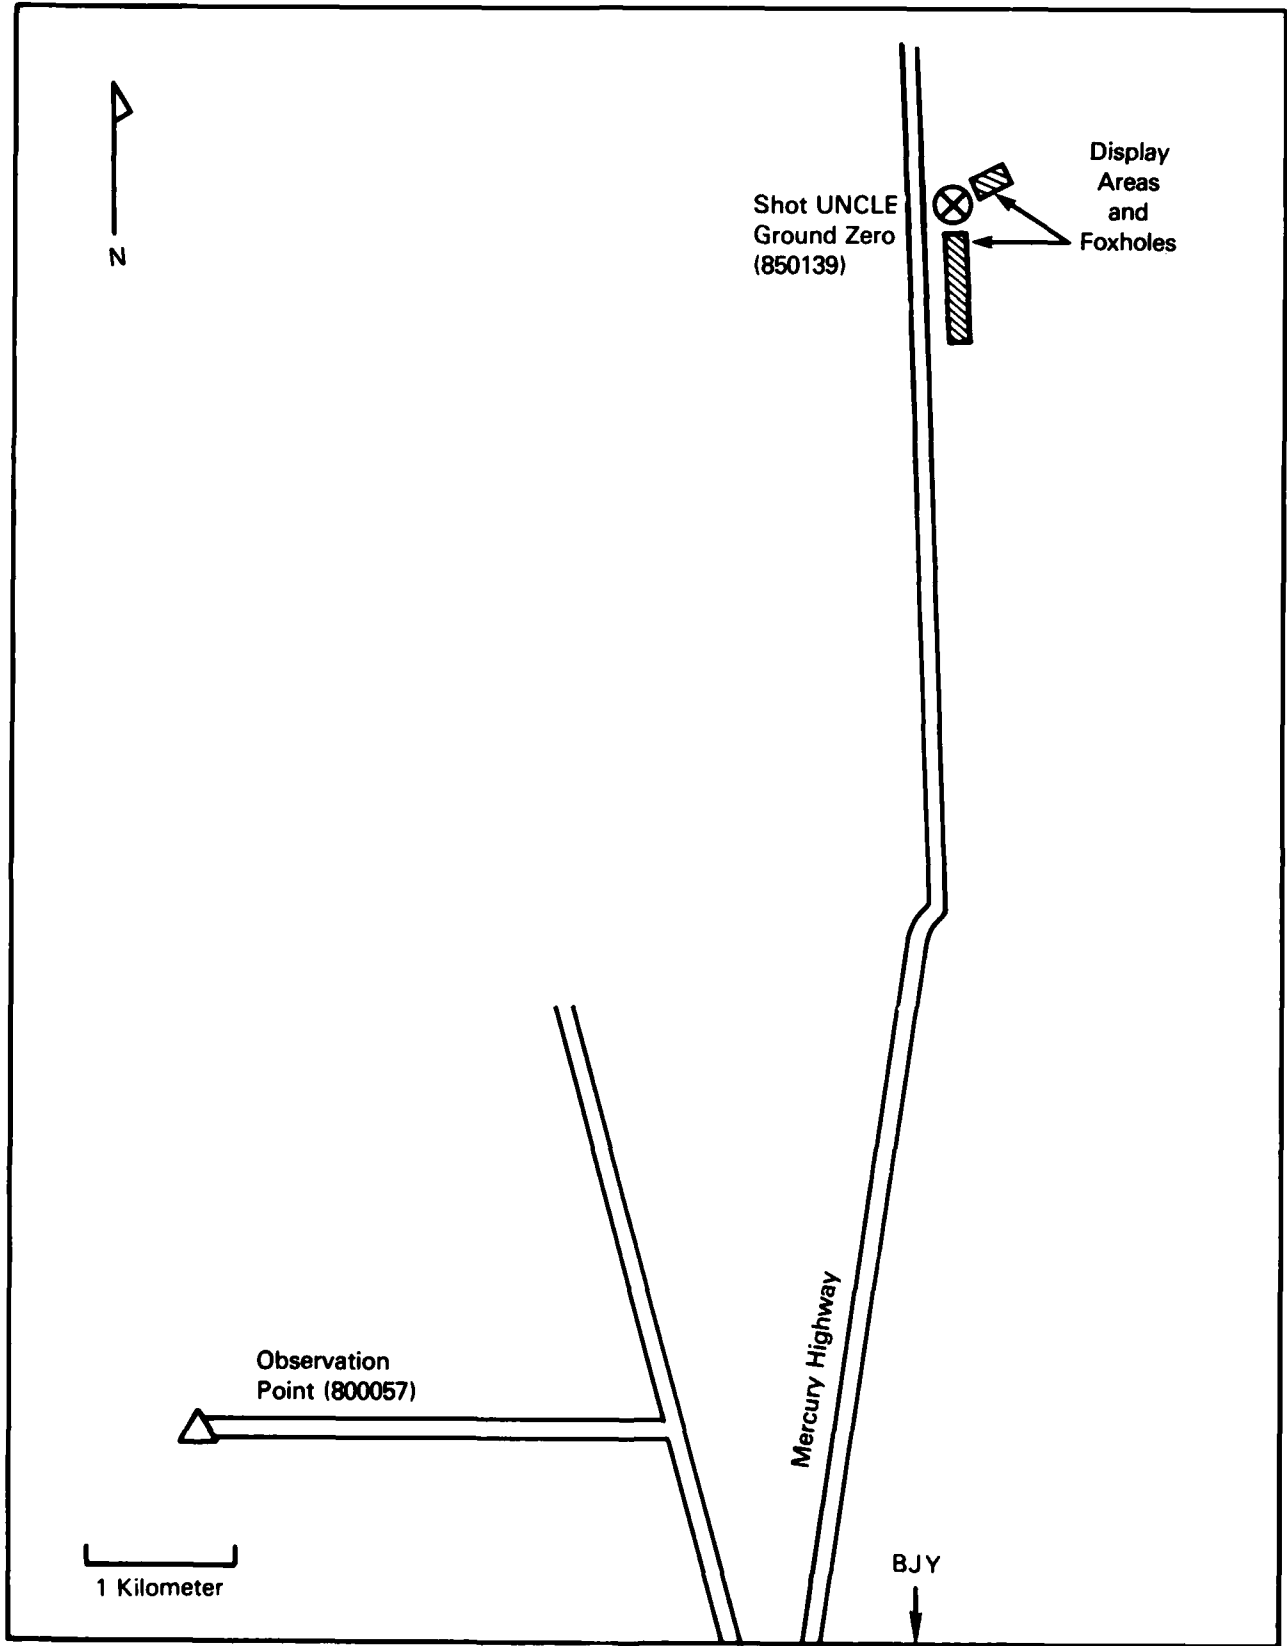 N
Shot UNCLE
Ground Zero
(850139)
Display
Areas
and
Foxholes
Mercury Highway
Observation
Point (800057)
1 Kilometer
BJY